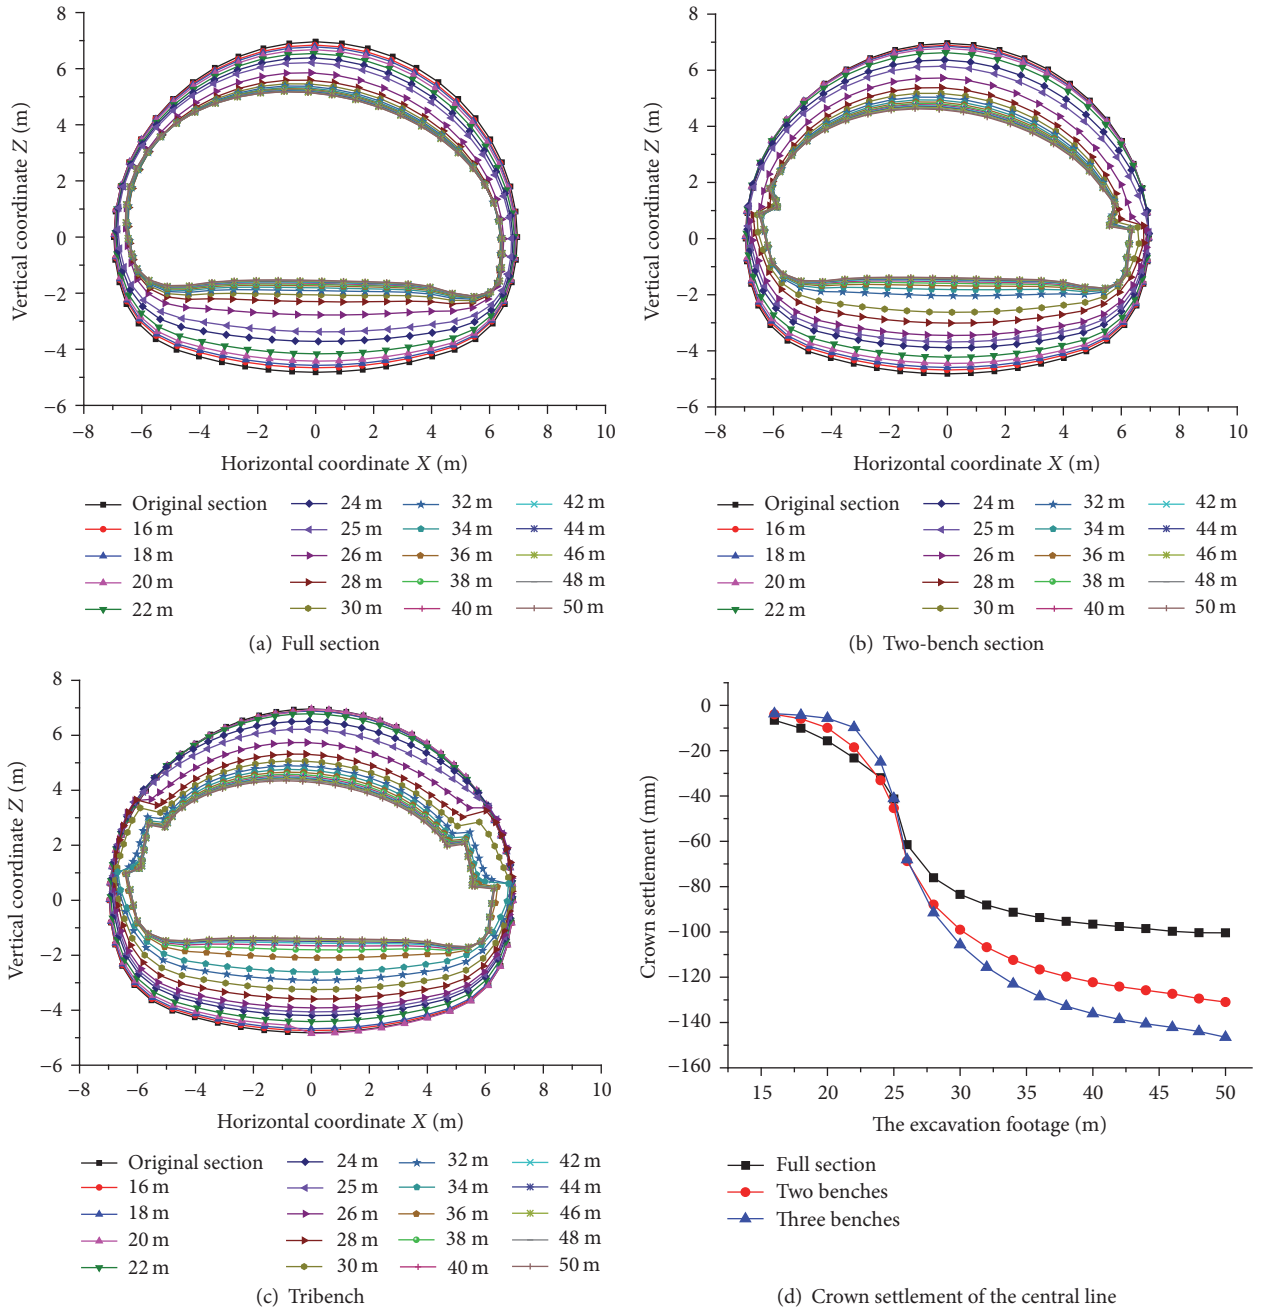 8
6
4
2
0
−2
−4
−6
Vertical coordinate Z (m)
−8 −6 −4 −2 0 2 4 6 8 10
Horizontal coordinate X (m)
Original section 24 m 32 m 42 m
16 m 25 m 34 m 44 m
18 m 26 m 36 m 46 m
20 m 28 m 38 m 48 m
22 m 30 m 40 m 50 m
(a) Full section
8
6
4
2
0
−2
−4
−6
Vertical coordinate Z (m)
−8 −6 −4 −2 0 2 4 6 8 10
Horizontal coordinate X (m)
Original section 24 m 32 m 42 m
16 m 25 m 34 m 44 m
18 m 26 m 36 m 46 m
20 m 28 m 38 m 48 m
22 m 30 m 40 m 50 m
(b) Two-bench section
8
6
4
2
0
−2
−4
−6
Vertical coordinate Z (m)
−8 −6 −4 −2 0 2 4 6 8 10
Horizontal coordinate X (m)
Original section 24 m 32 m 42 m
16 m 25 m 34 m 44 m
18 m 26 m 36 m 46 m
20 m 28 m 38 m 48 m
22 m 30 m 40 m 50 m
(c) Tribench
0
−20
−40
−60
−80
−100
−120
−140
−160
Crown settlement (mm)
15 20 25 30 35 40 45 50
The excavation footage (m)
Full section
Two benches
Three benches
(d) Crown settlement of the central line